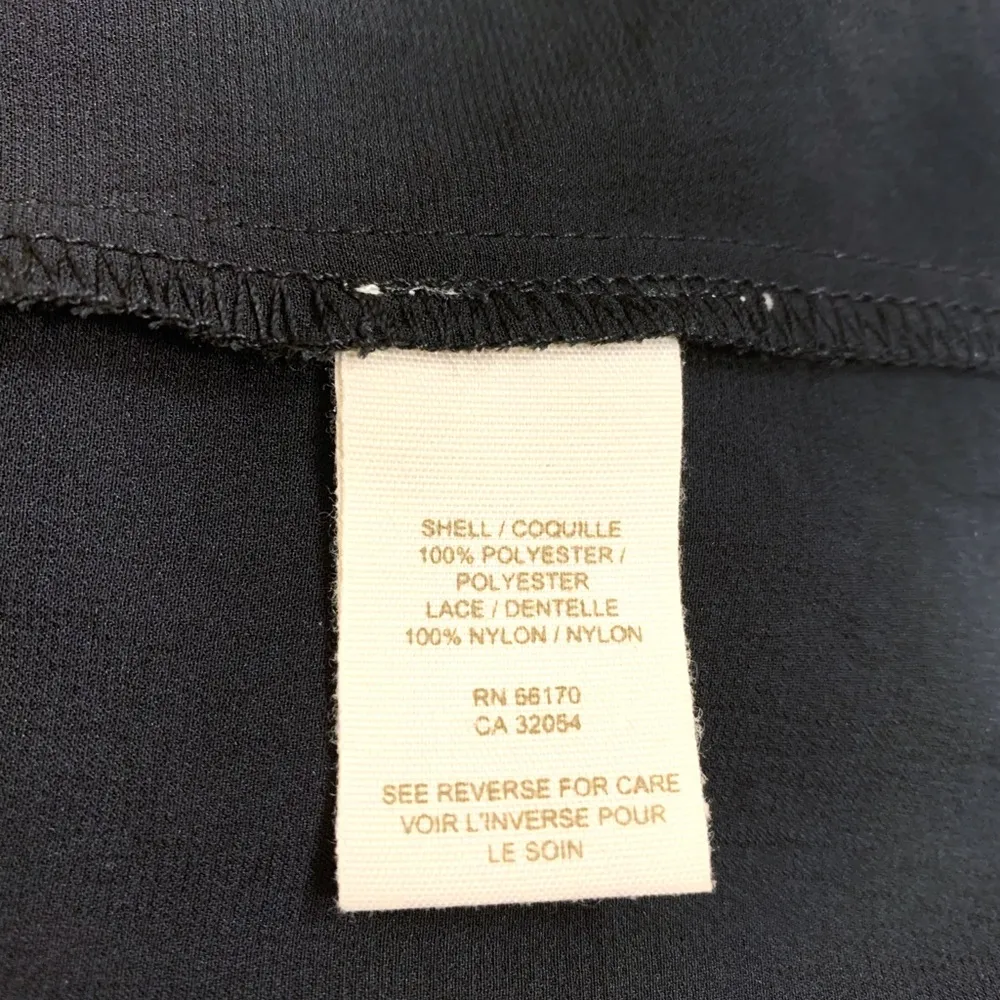 SHELL / COQUILLE
100% POLYESTER /
POLYESTER
LACE / DENTELLE
100% NYLON / NYLON
RN 66170
CA 32054
SEE REVERSE FOR CARE
VOIR L'INVERSE POUR
LE SOIN